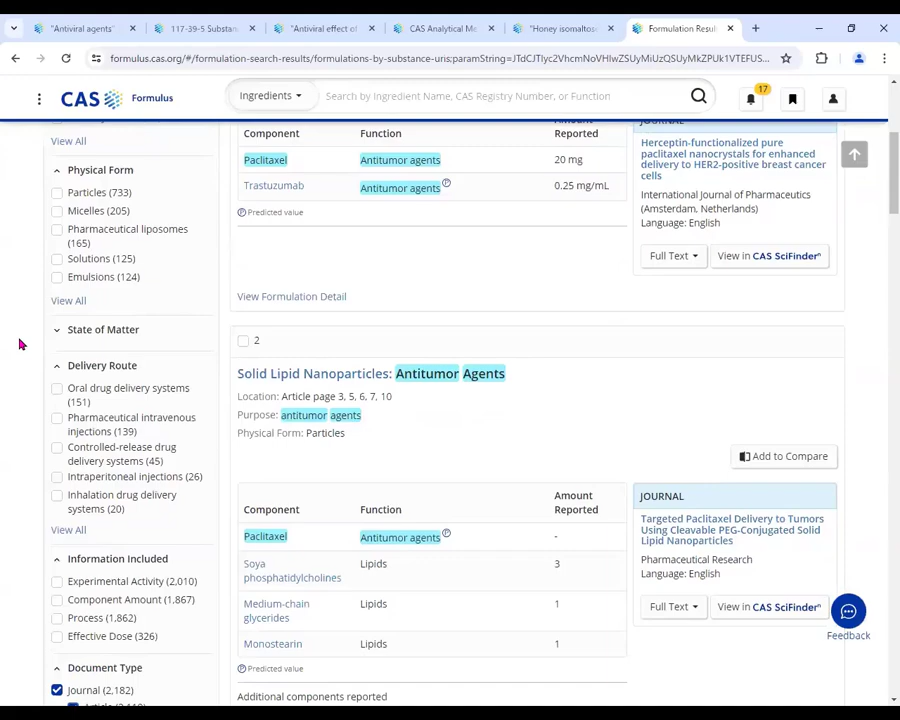 "Antiviral agents"
117-39-5 Substan
"Antiviral effect of
CAS Analytical Me
"Honey isomaltose
Formulation Resul
formulus.cas.org/#/formulation-search-results/formulations-by-substance-uris;paramString=
CAS Formulus
Ingredients
Search by Ingredient Name, CAS Registry Number, or Function
17
View All
Physical Form
Particles (733)
Micelles (205)
Pharmaceutical liposomes
(165)
Solutions (125)
Emulsions (124)
View All
State of Matter
Delivery Route
Oral drug delivery systems
(151)
Pharmaceutical intravenous
injections (139)
Controlled-release drug
delivery systems (45)
Intraperitoneal injections (26)
Inhalation drug delivery
systems (20)
View All
Information Included
Experimental Activity (2,010)
Component Amount (1,867)
Process (1,862)
Effective Dose (326)
Document Type
Journal (2,182)
Component Function Amount
Reported
Paclitaxel Antitumor agents 20 mg
Trastuzumab Antitumor agents P 0.25 mg/mL
P Predicted value
View Formulation Detail
JOURNAL
Herceptin-functionalized pure
paclitaxel nanocrystals for enhanced
delivery to HER2-positive breast cancer
cells
International Journal of Pharmaceutics
(Amsterdam, Netherlands)
Language: English
Full Text View in CAS SciFinderⁿ
2
Solid Lipid Nanoparticles: Antitumor Agents
Location: Article page 3, 5, 6, 7, 10
Purpose: antitumor agents
Physical Form: Particles
Add to Compare
Component Function Amount
Reported
Paclitaxel Antitumor agents P -
Soya
phosphatidylcholines Lipids 3
Medium-chain
glycerides Lipids 1
Monostearin Lipids 1
P Predicted value
Additional components reported
JOURNAL
Targeted Paclitaxel Delivery to Tumors
Using Cleavable PEG-Conjugated Solid
Lipid Nanoparticles
Pharmaceutical Research
Language: English
Full Text View in CAS SciFinderⁿ
Feedback